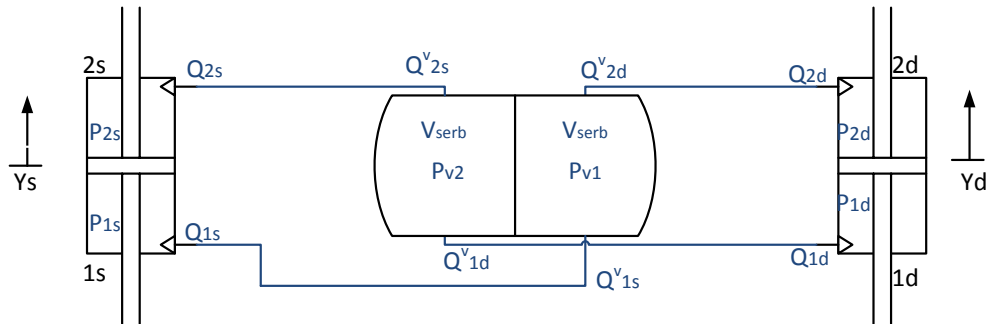 2s Q2s Qv2s Qv2d Q2d 2d
P2s Vserb Vserb P2d
Ys Pv2 Pv1 Yd
P1s P1d
Q1s Qv1d Q1d
1s Qv1s 1d